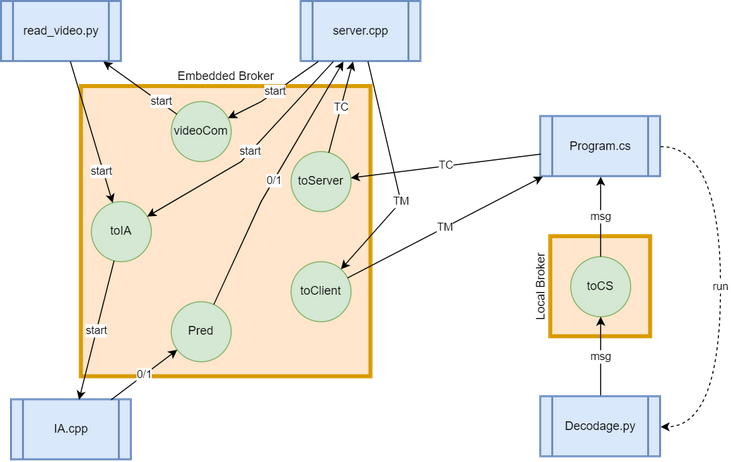 read_video.py
server.cpp
Embedded Broker
start
start
videoCom
TC
start
start
0/1
toServer
TC
Program.cs
TM
toIA
TM
msg
toClient
Local Broker
toCS
run
start
Pred
msg
0/1
IA.cpp
Decodage.py